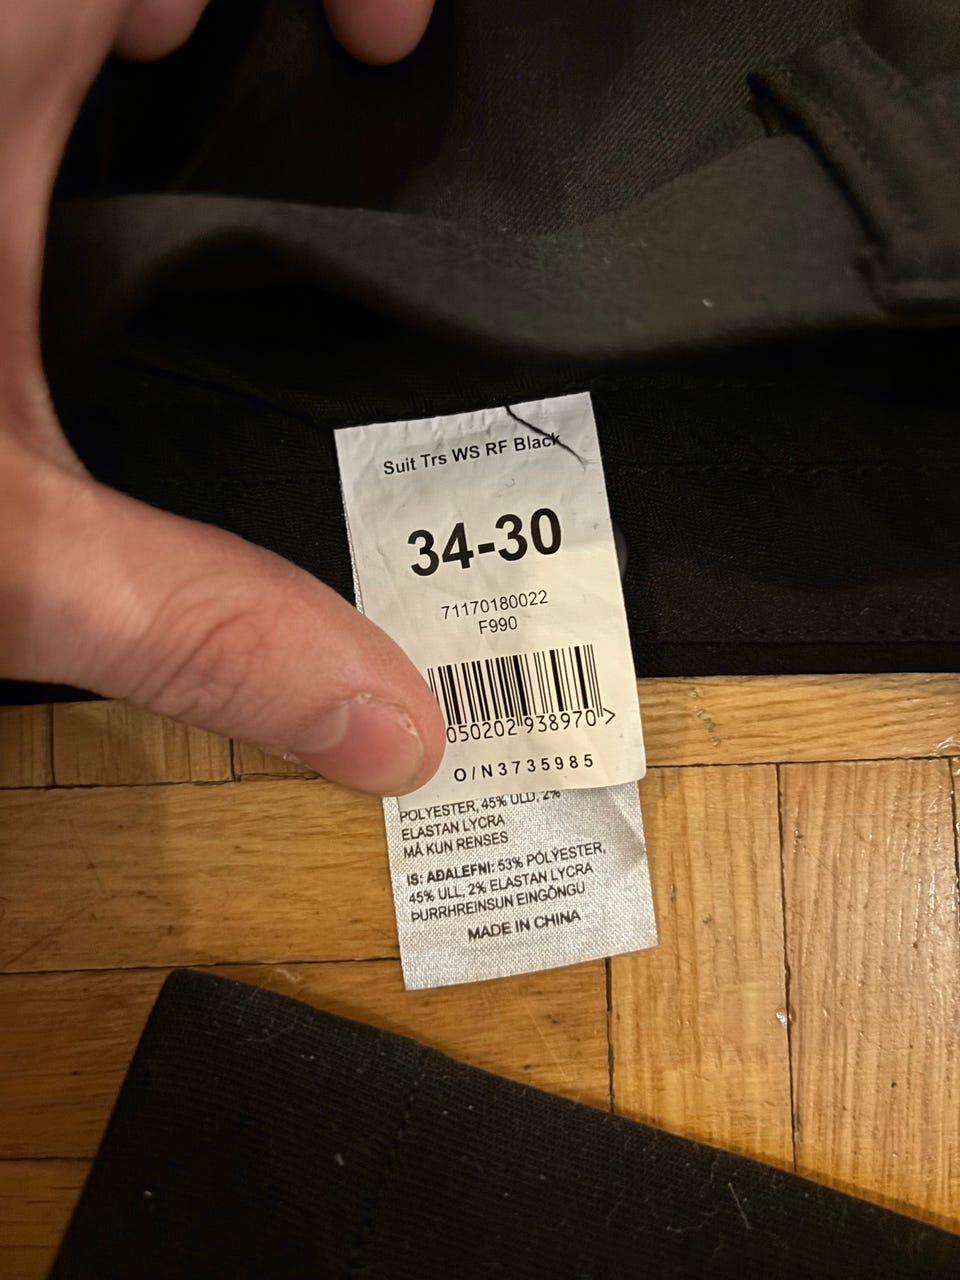 Suit Trs WS RF Black
34-30
71170180022
F990
050202 938970 >
O/N3735985
POLYESTER, 45% ULD, 2%
ELASTAN LYCRA
MÅ KUN RENSES
IS: AÐALEFNI: 53% PÓLÝESTER,
45% ULL, 2% ELASTAN LYCRA
ÞURRHREINSUN EINGÖNGU
MADE IN CHINA